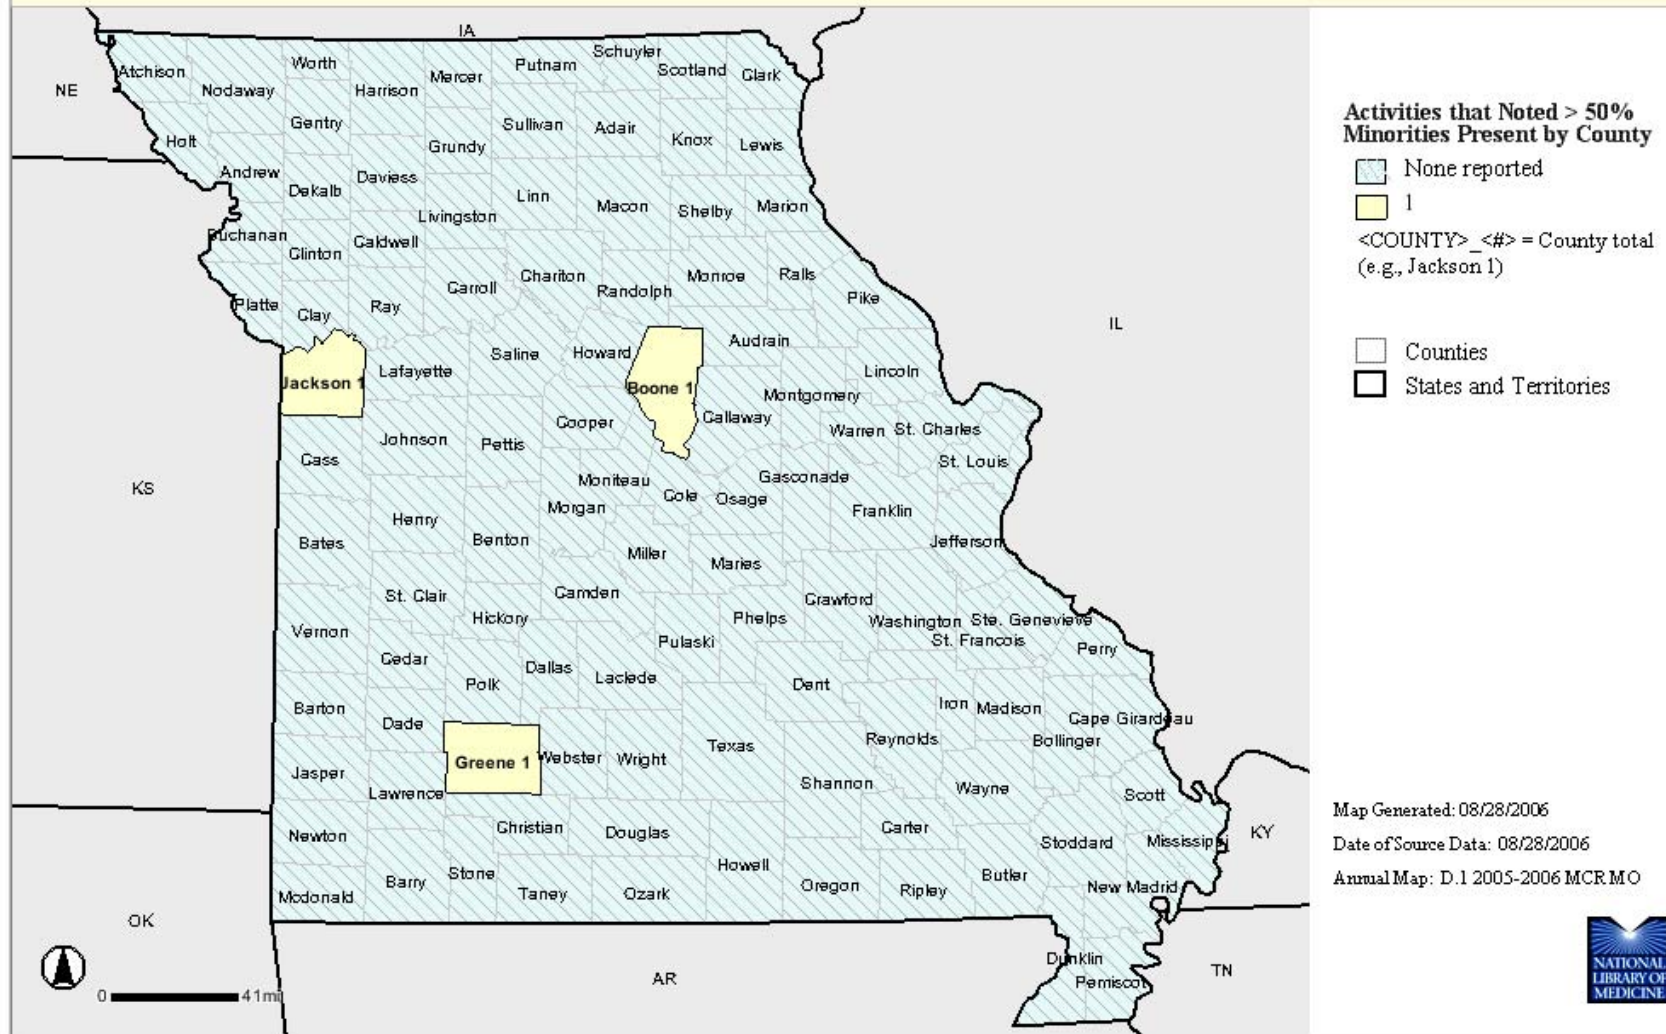 IA
NE
Atchison
Nodaway
Worth
Harrison
Mercer
Putnam
Schuyler
Scotland
Clark
Holt
Gentry
Sullivan
Adair
Knox
Lewis
Grundy
Andrew
Dekalb
Daviess
Linn
Macon
Shelby
Marion
Livingston
Buchanan
Clinton
Caldwell
Chariton
Randolph
Monroe
Ralls
Pike
Carroll
Platte
Clay
Ray
IL
Jackson 1
Lafayette
Saline
Howard
Boone 1
Audrain
Lincoln
Montgomery
Callaway
Cooper
Johnson
Pettis
Warren
St. Charles
St. Louis
Cass
KS
Moniteau
Cole
Osage
Gasconade
Franklin
Morgan
Henry
Benton
Bates
Miller
Maries
Jefferson
St. Clair
Hickory
Camden
Crawford
Phelps
Washington
Ste. Genevieve
St. Francois
Vernon
Pulaski
Perry
Cedar
Dallas
Laclede
Polk
Dent
Barton
Dade
Iron
Madison
Cape Girardeau
Bollinger
Reynolds
Texas
Greene 1
Webster
Wright
Jasper
Lawrence
Shannon
Wayne
Scott
Newton
Christian
Douglas
Carter
Stoddard
Mississippi
KY
Howell
Mcdonald
Barry
Stone
Taney
Ozark
Oregon
Ripley
Butler
New Madrid
OK
AR
Dunklin
Pemiscot
TN
0 41mi
Activities that Noted > 50%
Minorities Present by County
None reported
1
<COUNTY>_<#> = County total
(e.g., Jackson 1)
Counties
States and Territories
Map Generated: 08/28/2006
Date of Source Data: 08/28/2006
Annual Map: D.1 2005-2006 MCR MO
NATIONAL
LIBRARY OF
MEDICINE